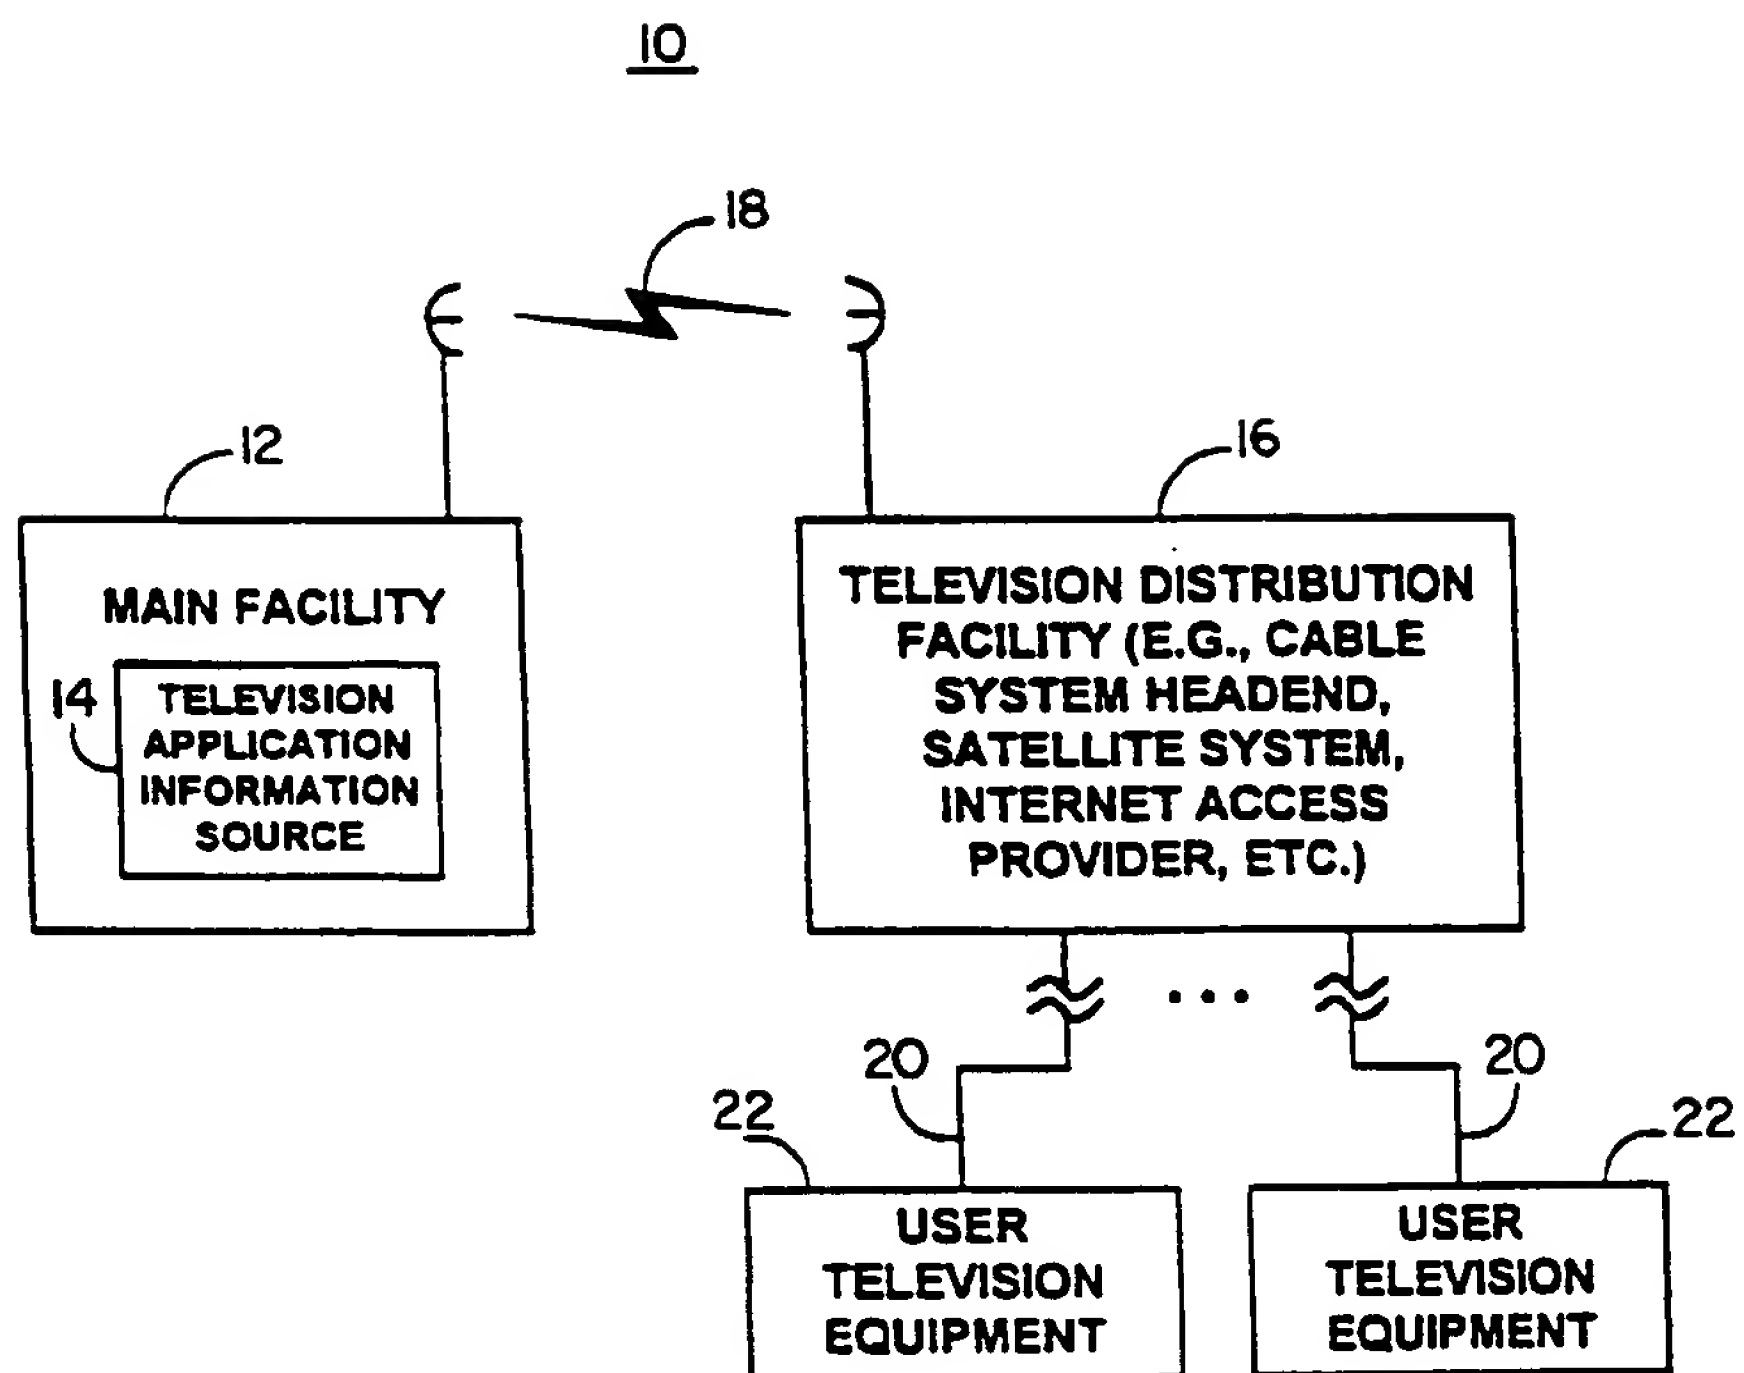 10
18
12
16
MAIN FACILITY
14
TELEVISION
APPLICATION
INFORMATION
SOURCE
TELEVISION DISTRIBUTION
FACILITY (E.G., CABLE
SYSTEM HEADEND,
SATELLITE SYSTEM,
INTERNET ACCESS
PROVIDER, ETC.)
...
20
20
22
22
USER
TELEVISION
EQUIPMENT
USER
TELEVISION
EQUIPMENT